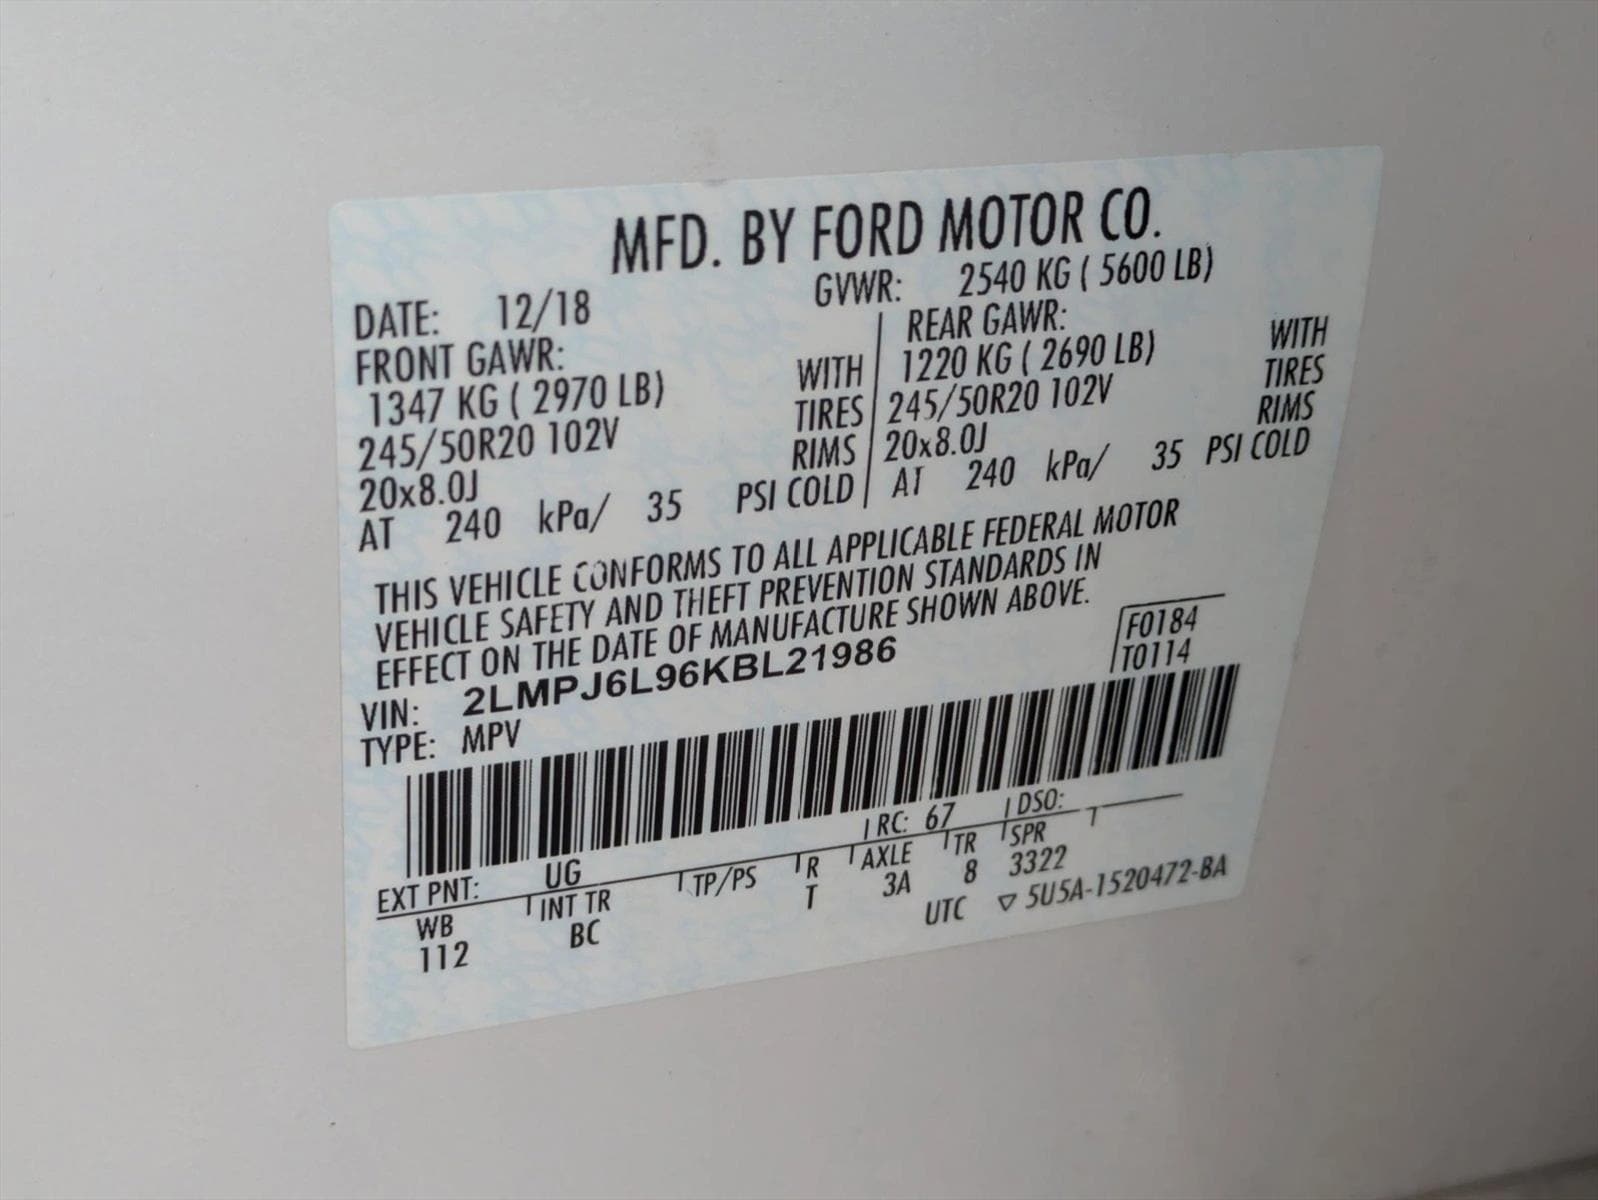 MFD. BY FORD MOTOR CO.
DATE: 12/18 GVWR: 2540 KG ( 5600 LB)
FRONT GAWR: REAR GAWR:
1347 KG ( 2970 LB) WITH 1220 KG ( 2690 LB) WITH
245/50R20 102V TIRES 245/50R20 102V TIRES
20x8.0J RIMS 20x8.0J RIMS
AT 240 kPa/ 35 PSI COLD AT 240 kPa/ 35 PSI COLD
THIS VEHICLE CONFORMS TO ALL APPLICABLE FEDERAL MOTOR
VEHICLE SAFETY AND THEFT PREVENTION STANDARDS IN
EFFECT ON THE DATE OF MANUFACTURE SHOWN ABOVE.
VIN: 2LMPJ6L96KBL21986 F0184
TYPE: MPV T0114
EXT PNT: UG RC: 67 DSO:
WB INT TR TP/PS R AXLE TR SPR
112 BC T 3A 8 3322
UTC ▽ 5U5A-1520472-BA